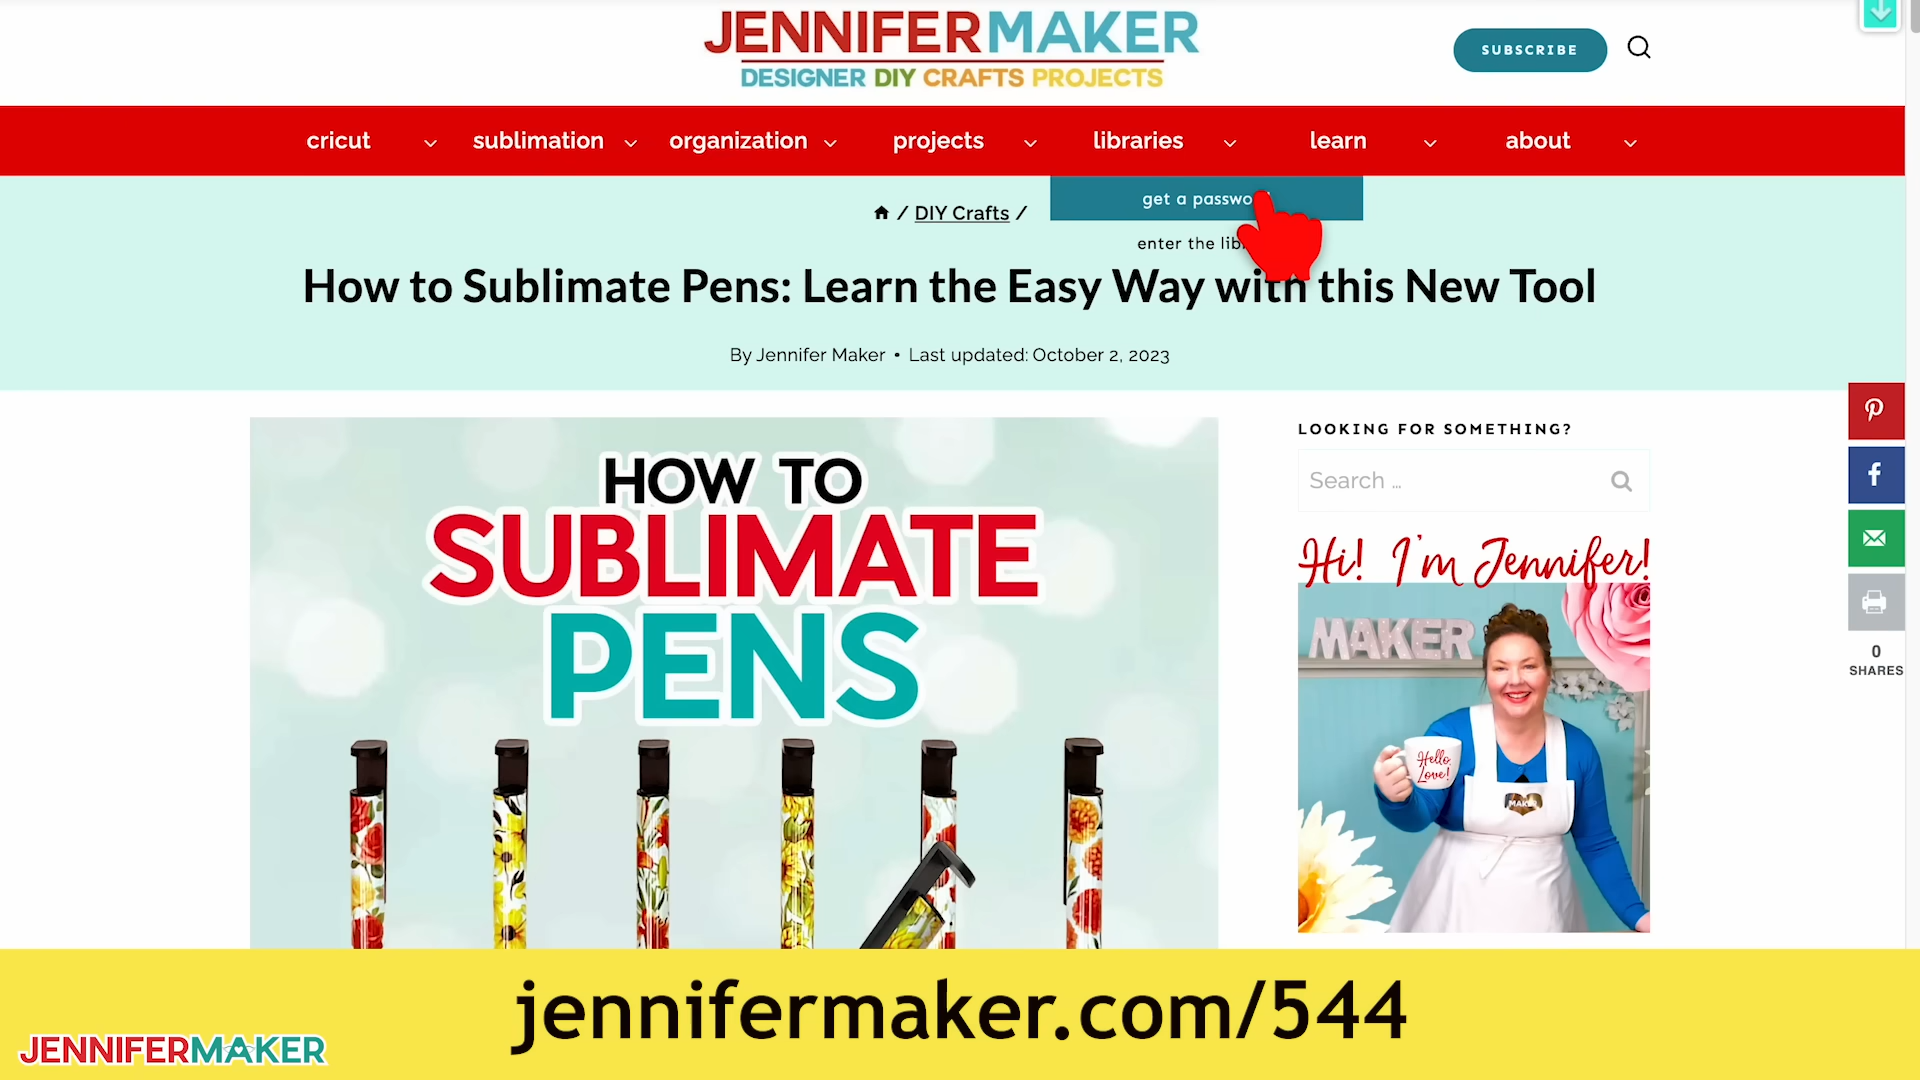 JENNIFERMAKER
DESIGNER DIY CRAFTS PROJECTS
SUBSCRIBE
cricut
sublimation
organization
projects
libraries
learn
about
get a
enter the
/ DIY Crafts /
How to Sublimate Pens: Learn the Easy Way with this New Tool
By Jennifer Maker • Last updated: October 2, 2023
HOW TO
SUBLIMATE
PENS
LOOKING FOR SOMETHING?
Search ...
Hi! I'm Jennifer!
MAKER
Hello,
Love!
MAKER
0
SHARES
jennifermaker.com/544
JENNIFERMAKER